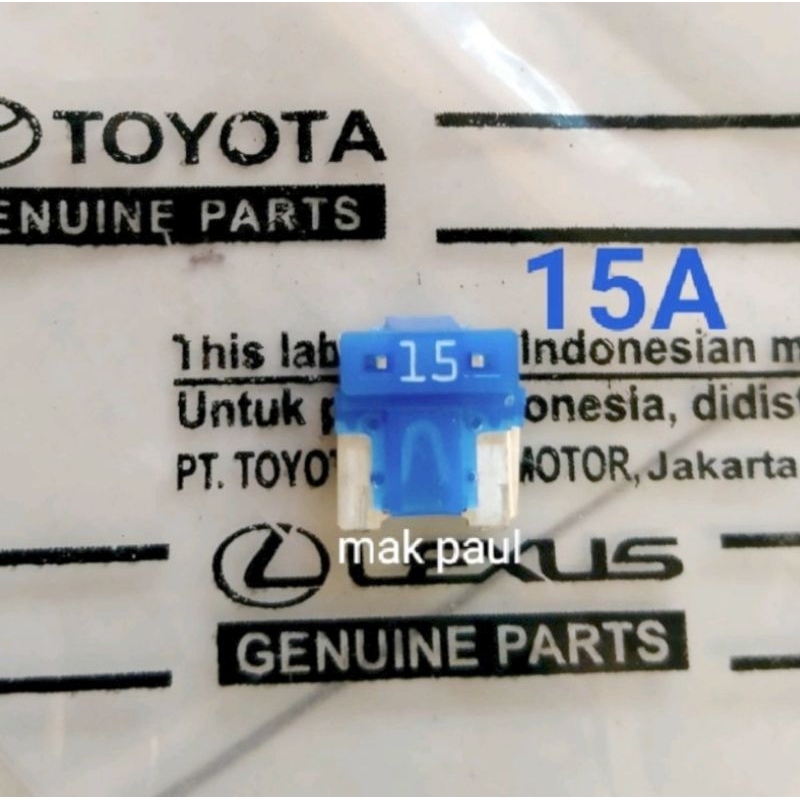 TOYOTA
GENUINE PARTS
15A
This lab Indonesian m
15
Untuk p onesia, didist
PT. TOYOT MOTOR, Jakarta
mak paul
LEXUS
GENUINE PARTS